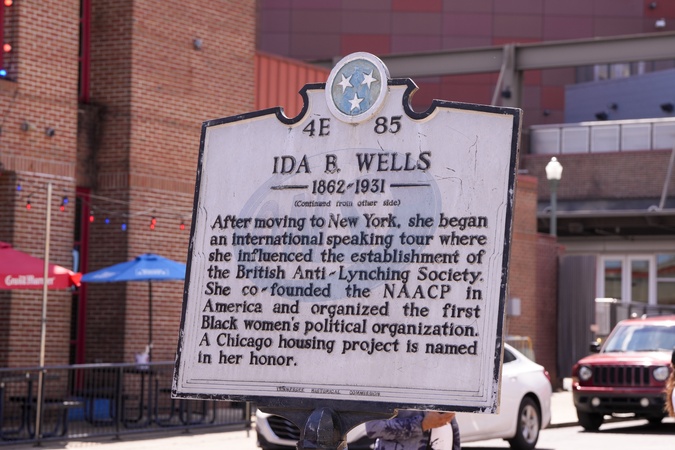 4E 85
IDA B. WELLS
1862-1931
(Continued from other side)
After moving to New York, she began
an international speaking tour where
she influenced the establishment of
the British Anti-Lynching Society.
She co-founded the NAACP in
America and organized the first
Black women's political organization.
A Chicago housing project is named
in her honor.
TENNESSEE HISTORICAL COMMISSION